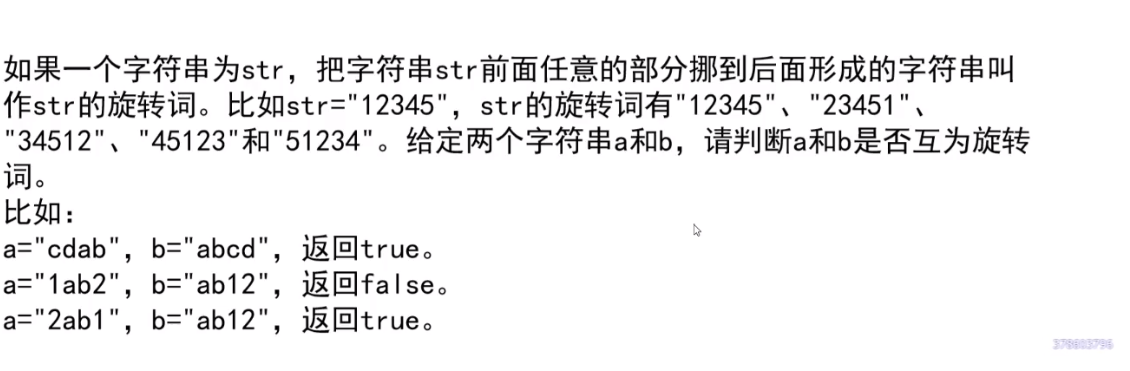 如果一个字符串为str，把字符串str前面任意的部分挪到后面形成的字符串叫
作str的旋转词。比如str="12345"，str的旋转词有"12345"、"23451"、
"34512"、"45123"和"51234"。给定两个字符串a和b，请判断a和b是否互为旋转
词。
比如：
a="cdab"，b="abcd"，返回true。
a="1ab2"，b="ab12"，返回false。
a="2ab1"，b="ab12"，返回true。
378603796